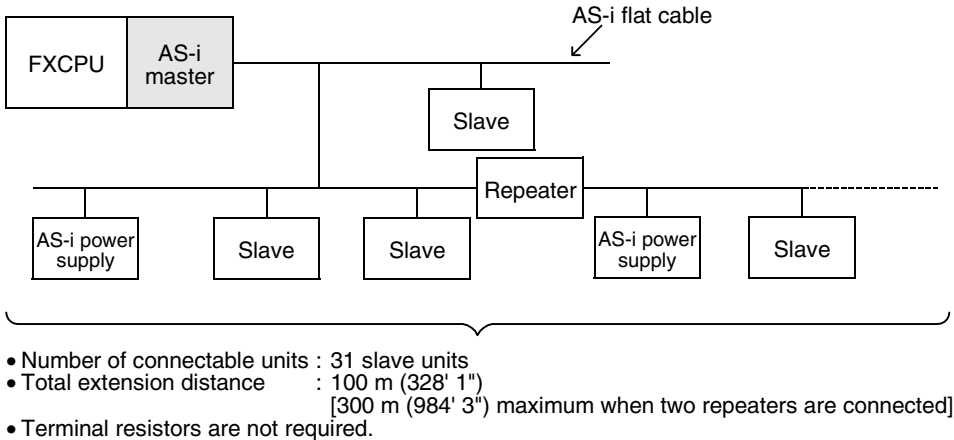 AS-i flat cable
FXCPU
AS-i
master
Slave
Repeater
AS-i power
supply
Slave
Slave
AS-i power
supply
Slave
• Number of connectable units : 31 slave units
• Total extension distance : 100 m (328' 1")
[300 m (984' 3") maximum when two repeaters are connected]
• Terminal resistors are not required.